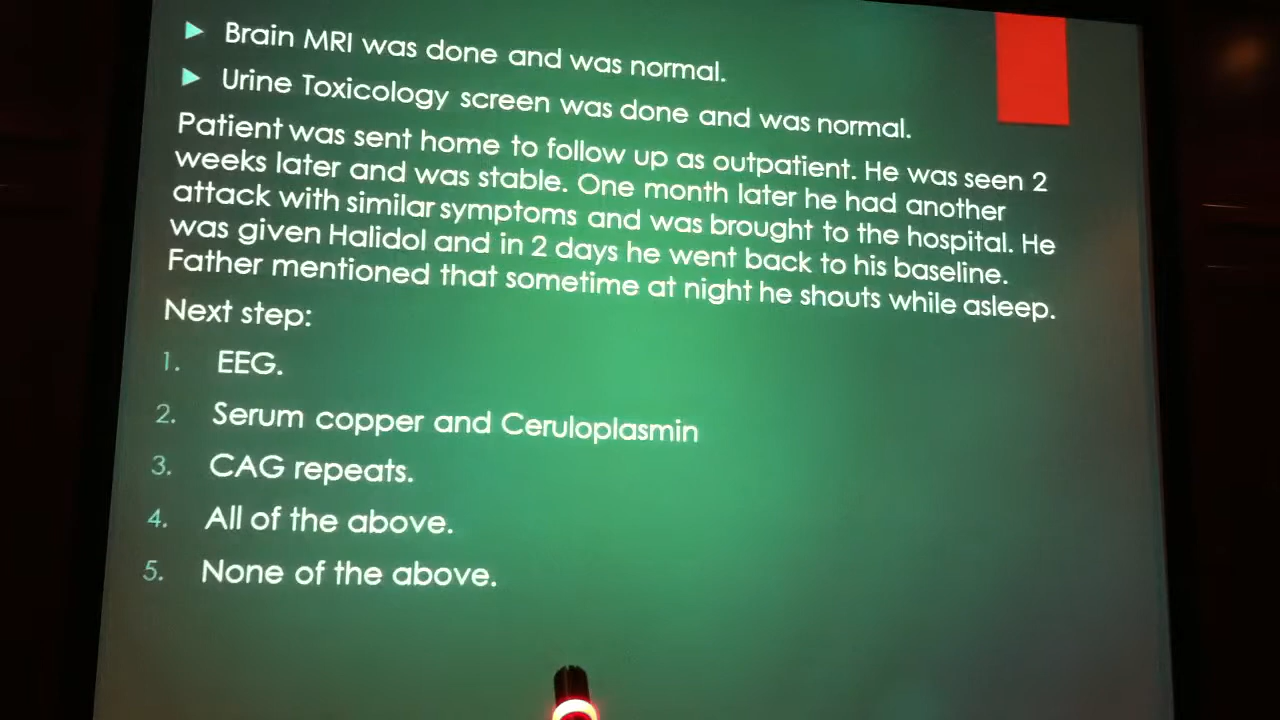 Brain MRI was done and was normal.
Urine Toxicology screen was done and was normal.
Patient was sent home to follow up as outpatient. He was seen 2
weeks later and was stable. One month later he had another
attack with similar symptoms and was brought to the hospital. He
was given Halidol and in 2 days he went back to his baseline.
Father mentioned that sometime at night he shouts while asleep.
Next step:
1. EEG.
2. Serum copper and Ceruloplasmin
3. CAG repeats.
4. All of the above.
5. None of the above.